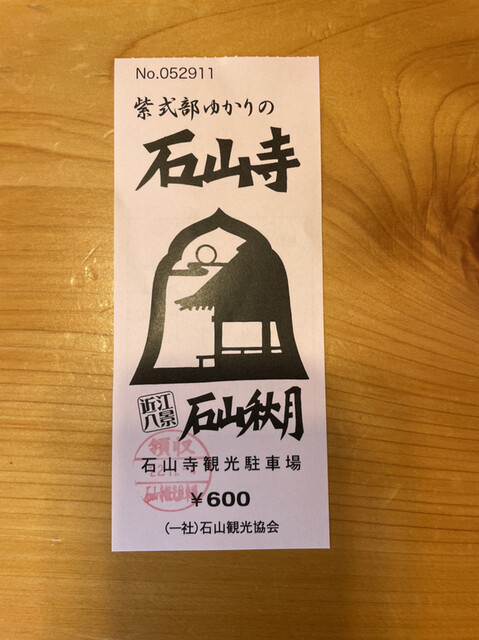 No.052911
紫式部ゆかりの
石山寺
近江
八景
石山秋月
領収
石山寺観光駐車場
¥600
(一社)石山観光協会